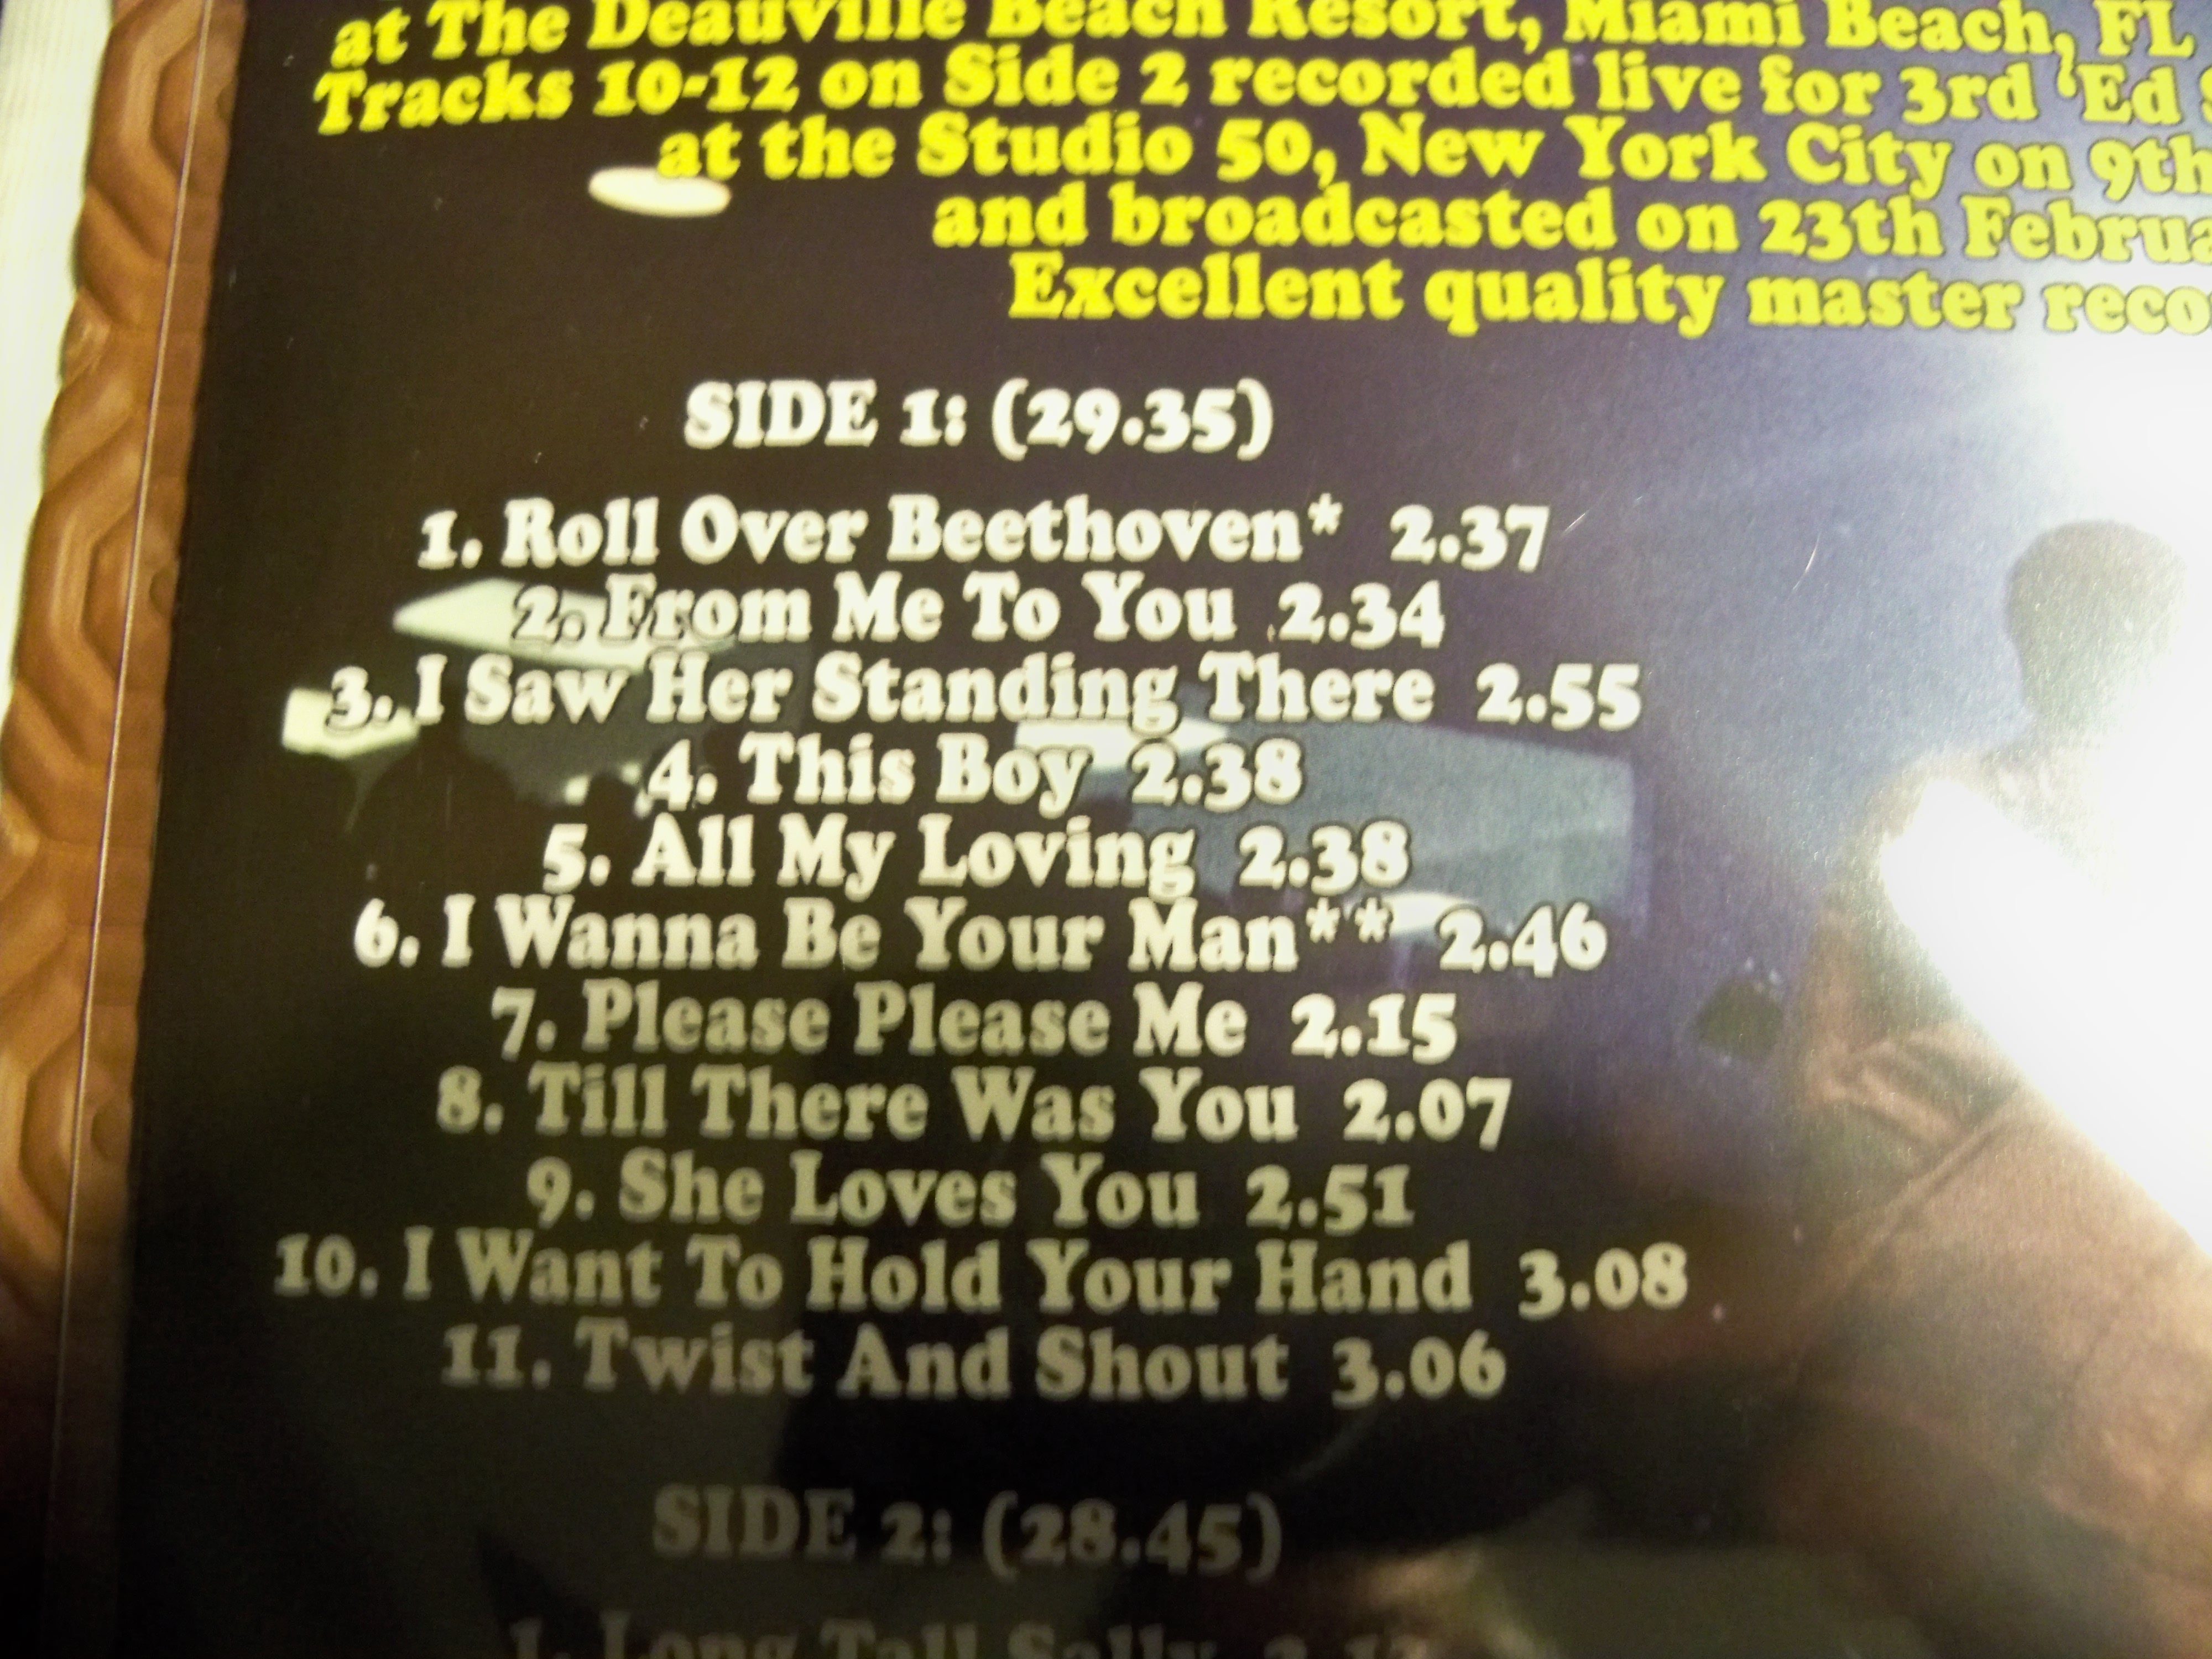 at The Deauville Beach Resort, Miami Beach, FL
Tracks 10-12 on Side 2 recorded live for 3rd 'Ed
at the Studio 50, New York City on 9th
and broadcasted on 23th
Excellent quality master
SIDE 1: (29.35)
1. Roll Over Beethoven* 2.37
2. From Me To You 2.34
3. I Saw Her Standing There 2.55
4. This Boy 2.38
5. All My Loving 2.38
6. I Wanna Be Your Man** 2.46
7. Please Please Me 2.15
8. Till There Was You 2.07
9. She Loves You 2.51
10. I Want To Hold Your Hand 3.08
11. Twist And Shout 3.06
SIDE 2: (28.45)
1. Long Tall Sally